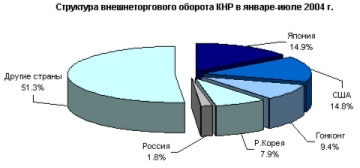 Структура внешнеторгового оборота КНР в январе-июле 2004 г.
Япония
14.9%
США
14.8%
Гонконг
9.4%
Р.Корея
7.9%
Россия
1.8%
Другие страны
51.3%